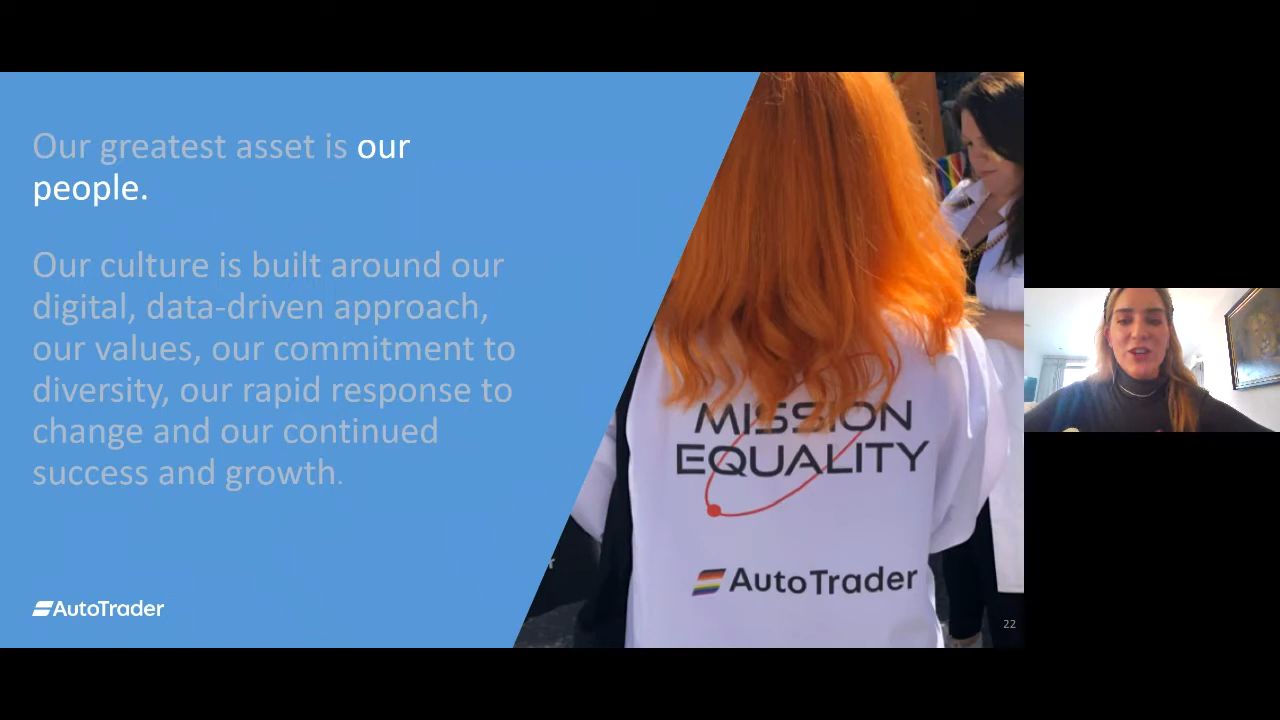 Our greatest asset is our
people.
Our culture is built around our
digital, data-driven approach,
our values, our commitment to
diversity, our rapid response to
change and our continued
success and growth.
AutoTrader
MISSION
EQUALITY
AutoTrader
r
22